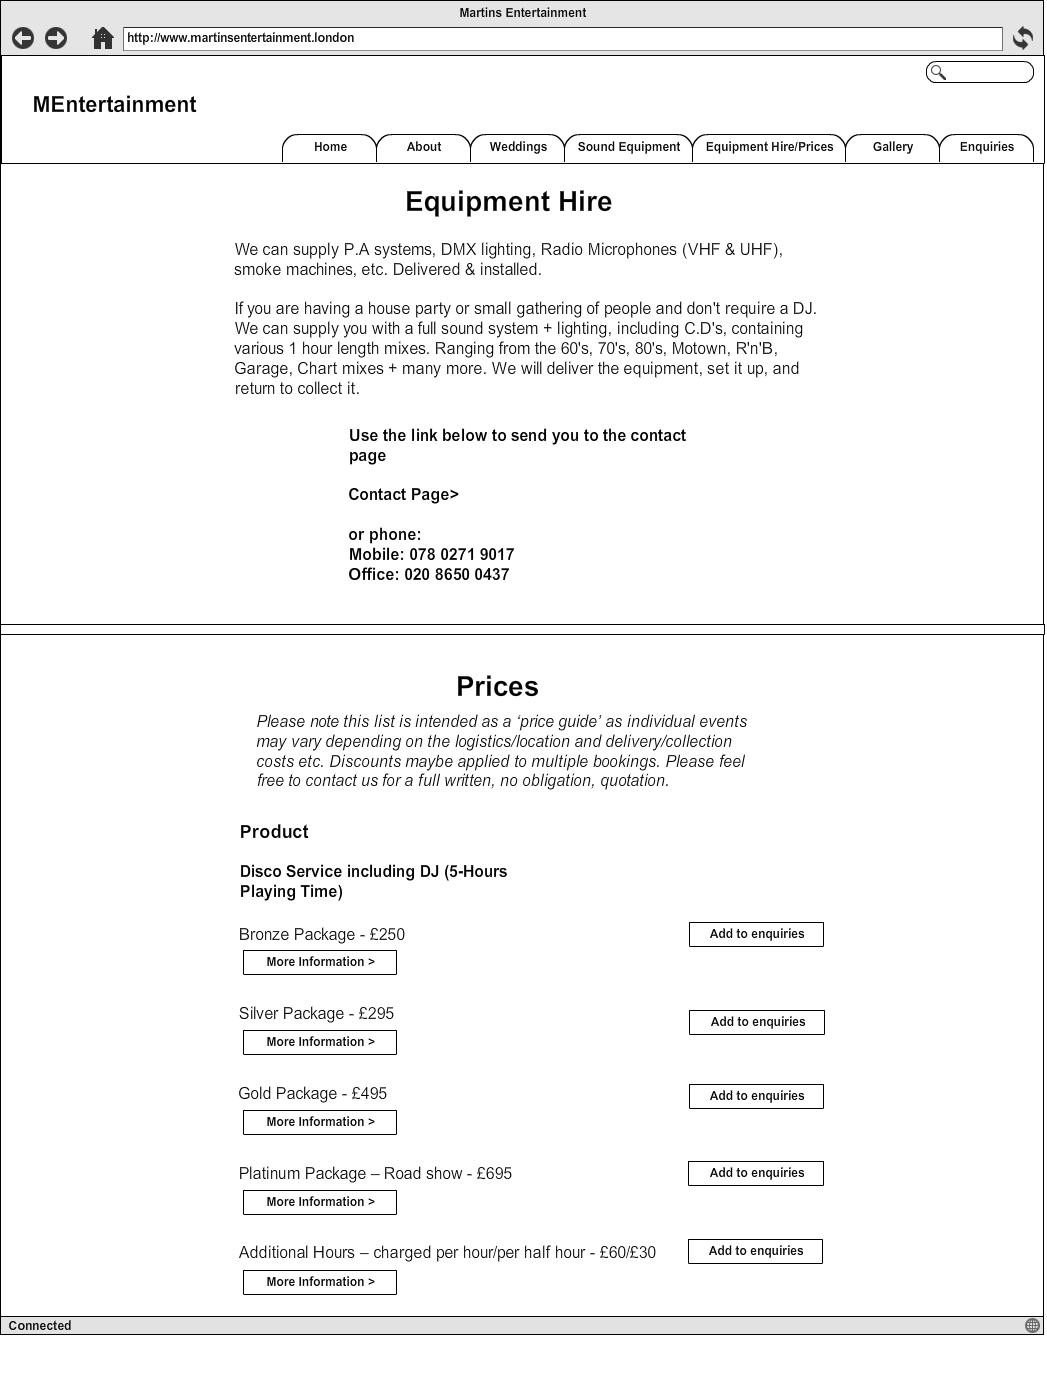 Martins Entertainment
http://www.martinsentertainment.london
MEntertainment
Home About Weddings Sound Equipment Equipment Hire/Prices Gallery Enquiries
Equipment Hire
We can supply P.A systems, DMX lighting, Radio Microphones (VHF & UHF),
smoke machines, etc. Delivered & installed.
If you are having a house party or small gathering of people and don't require a DJ.
We can supply you with a full sound system + lighting, including C.D's, containing
various 1 hour length mixes. Ranging from the 60's, 70's, 80's, Motown, R'n'B,
Garage, Chart mixes + many more. We will deliver the equipment, set it up, and
return to collect it.
Use the link below to send you to the contact
page
Contact Page>
or phone:
Mobile: 078 0271 9017
Office: 020 8650 0437
Prices
Please note this list is intended as a ‘price guide’ as individual events
may vary depending on the logistics/location and delivery/collection
costs etc. Discounts maybe applied to multiple bookings. Please feel
free to contact us for a full written, no obligation, quotation.
Product
Disco Service including DJ (5-Hours
Playing Time)
Bronze Package - £250 Add to enquiries
More Information >
Silver Package - £295 Add to enquiries
More Information >
Gold Package - £495 Add to enquiries
More Information >
Platinum Package – Road show - £695 Add to enquiries
More Information >
Additional Hours – charged per hour/per half hour - £60/£30 Add to enquiries
More Information >
Connected